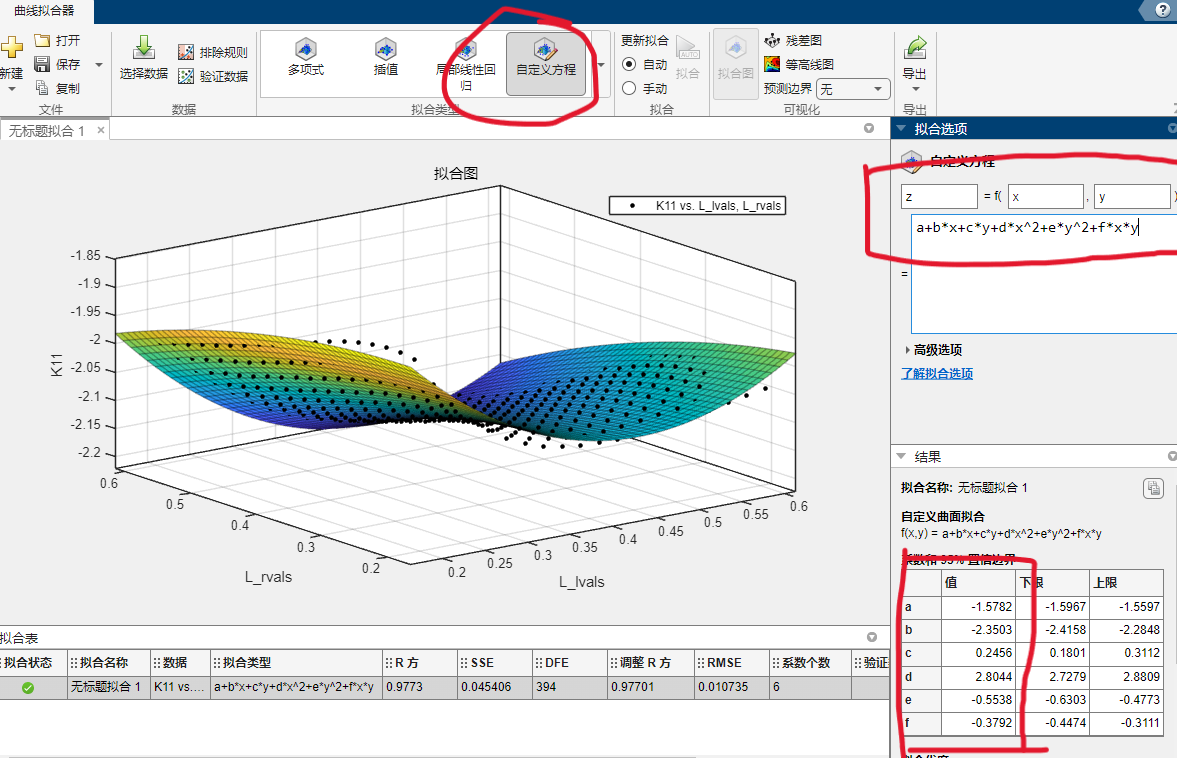 曲线拟合器
?
打开
保存
复制
新建
文件
选择数据
排除规则
验证数据
数据
多项式
插值
局部线性回归
自定义方程
拟合类型
更新拟合
自动
手动
AUTO
拟合
拟合
拟合图
残差图
等高线图
预测边界 无
可视化
导出
导出
无标题拟合 1 ×
拟合图
K11 vs. L_lvals, L_rvals
K11
-1.85
-1.9
-1.95
-2
-2.05
-2.1
-2.15
-2.2
0.6
0.5
0.4
0.3
0.2
L_rvals
0.2
0.25
0.3
0.35
0.4
0.45
0.5
0.55
0.6
L_lvals
拟合选项
自定义方程
z = f( x , y )
a+b*x+c*y+d*x^2+e*y^2+f*x*y
=
高级选项
了解拟合选项
结果
拟合名称: 无标题拟合 1
自定义曲面拟合
f(x,y) = a+b*x+c*y+d*x^2+e*y^2+f*x*y
系数和 95% 置信边界
值 下限 上限
a -1.5782 -1.5967 -1.5597
b -2.3503 -2.4158 -2.2848
c 0.2456 0.1801 0.3112
d 2.8044 2.7279 2.8809
e -0.5538 -0.6303 -0.4773
f -0.3792 -0.4474 -0.3111
拟合表
拟合状态 拟合名称 数据 拟合类型 R 方 SSE DFE 调整 R 方 RMSE 系数个数 验证
无标题拟合 1 K11 vs.... a+b*x+c*y+d*x^2+e*y^2+f*x*y 0.9773 0.045406 394 0.97701 0.010735 6